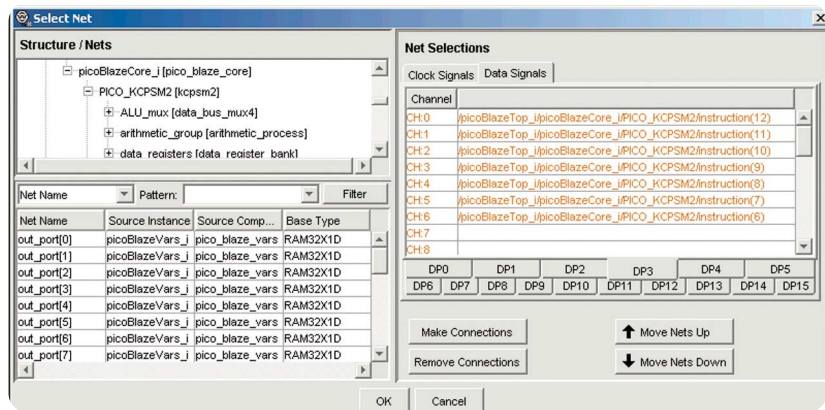 Select Net
Structure / Nets
picoBlazeCore_i [pico_blaze_core]
PICO_KCPSM2 [kcpsm2]
ALU_mux [data_bus_mux4]
arithmetic_group [arithmetic_process]
data_registers [data_register_bank]
Net Name Pattern: Filter
Net Name Source Instance Source Comp... Base Type
out_port[0] picoBlazeVars_i pico_blaze_vars RAM32X1D
out_port[1] picoBlazeVars_i pico_blaze_vars RAM32X1D
out_port[2] picoBlazeVars_i pico_blaze_vars RAM32X1D
out_port[3] picoBlazeVars_i pico_blaze_vars RAM32X1D
out_port[4] picoBlazeVars_i pico_blaze_vars RAM32X1D
out_port[5] picoBlazeVars_i pico_blaze_vars RAM32X1D
out_port[6] picoBlazeVars_i pico_blaze_vars RAM32X1D
out_port[7] picoBlazeVars_i pico_blaze_vars RAM32X1D
Net Selections
Clock Signals Data Signals
Channel
CH:0 /picoBlazeTop_i/picoBlazeCore_i/PICO_KCPSM2/instruction(12)
CH:1 /picoBlazeTop_i/picoBlazeCore_i/PICO_KCPSM2/instruction(11)
CH:2 /picoBlazeTop_i/picoBlazeCore_i/PICO_KCPSM2/instruction(10)
CH:3 /picoBlazeTop_i/picoBlazeCore_i/PICO_KCPSM2/instruction(9)
CH:4 /picoBlazeTop_i/picoBlazeCore_i/PICO_KCPSM2/instruction(8)
CH:5 /picoBlazeTop_i/picoBlazeCore_i/PICO_KCPSM2/instruction(7)
CH:6 /picoBlazeTop_i/picoBlazeCore_i/PICO_KCPSM2/instruction(6)
CH:7
CH:8
DP0 DP1 DP2 DP3 DP4 DP5
DP6 DP7 DP8 DP9 DP10 DP11 DP12 DP13 DP14 DP15
Make Connections Move Nets Up
Remove Connections Move Nets Down
OK Cancel